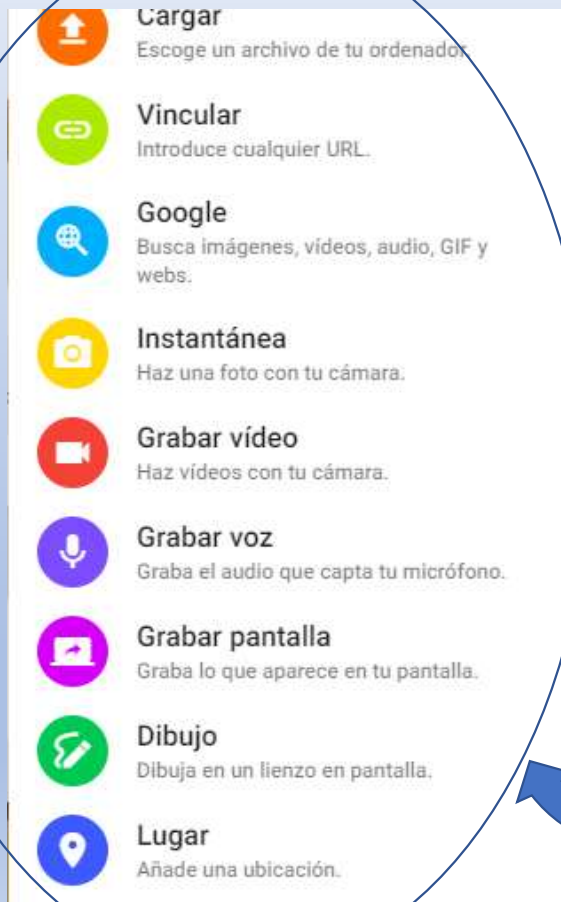 Cargar
Escoge un archivo de tu ordenador.
Vincular
Introduce cualquier URL.
Google
Busca imágenes, vídeos, audio, GIF y
webs.
Instantánea
Haz una foto con tu cámara.
Grabar vídeo
Haz vídeos con tu cámara.
Grabar voz
Graba el audio que capta tu micrófono.
Grabar pantalla
Graba lo que aparece en tu pantalla.
Dibujo
Dibuja en un lienzo en pantalla.
Lugar
Añade una ubicación.